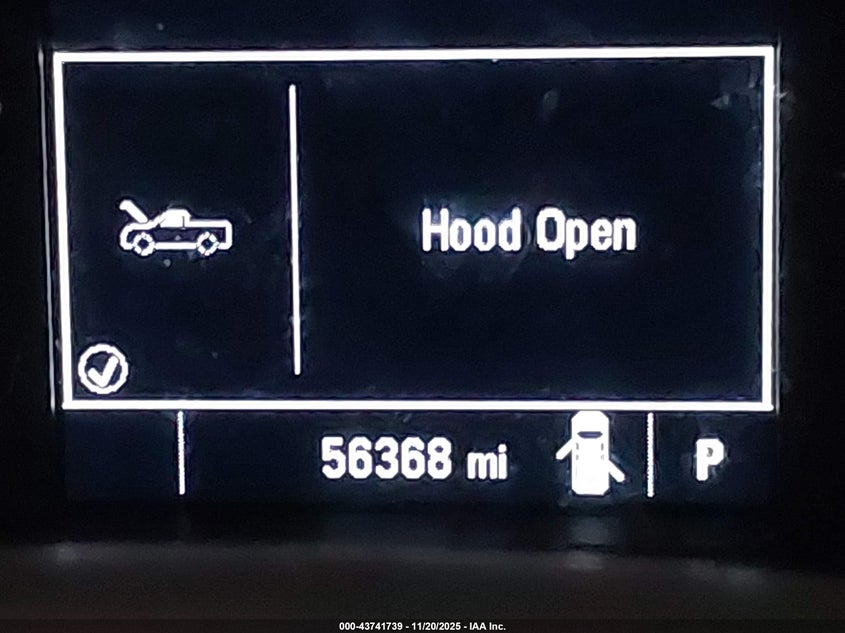 Hood Open
56368 mi P
000-43741739 - 11/20/2025 - IAA Inc.